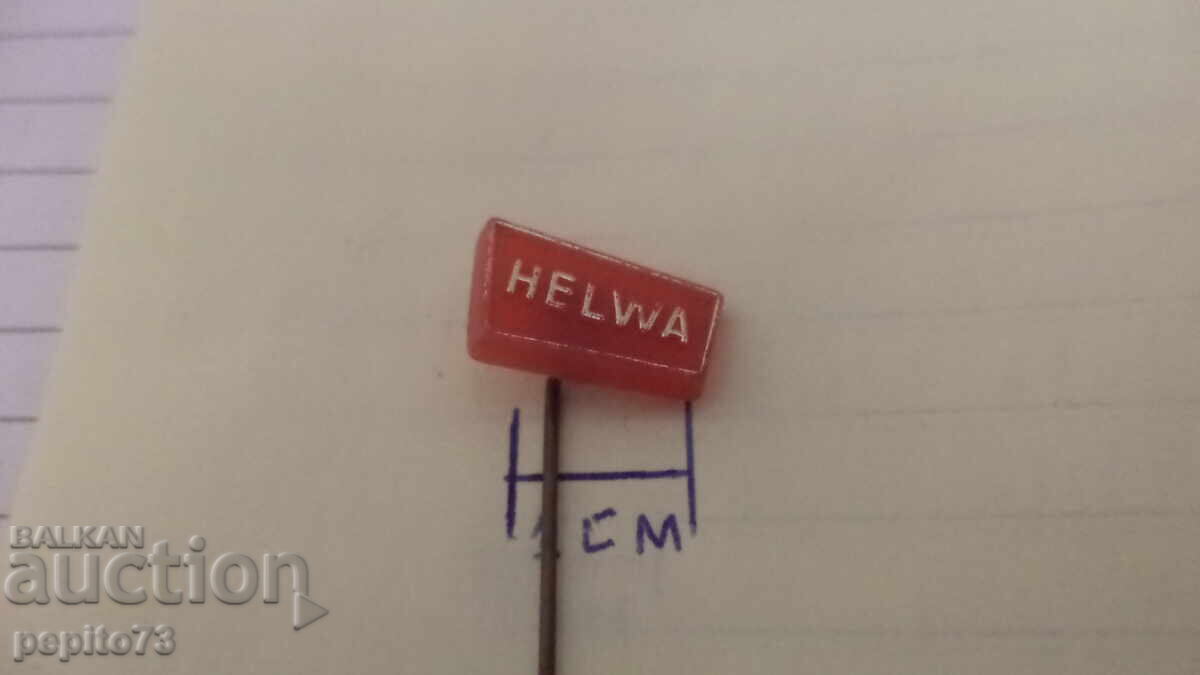 HELWA
1 CM
BALKAN
auction
pepito73